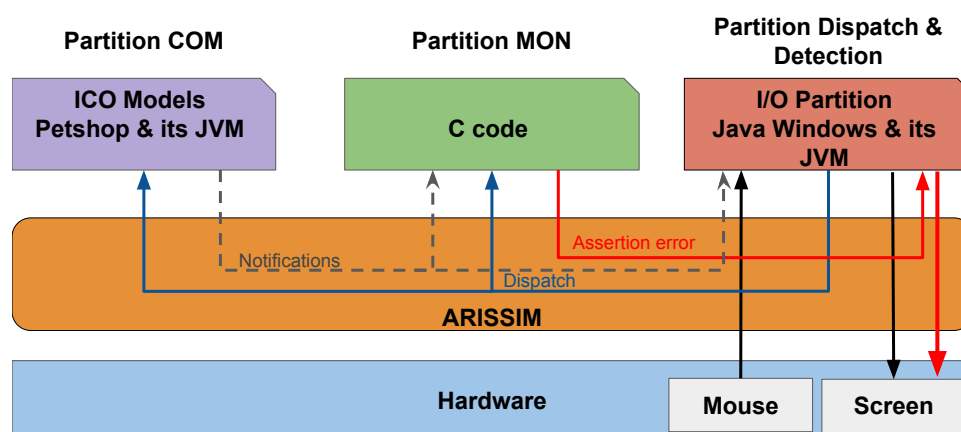 Partition COM
Partition MON
Partition Dispatch &
Detection
ICO Models
Petshop & its JVM
C code
I/O Partition
Java Windows & its
JVM
Assertion error
Notifications
Dispatch
ARISSIM
Hardware
Mouse
Screen